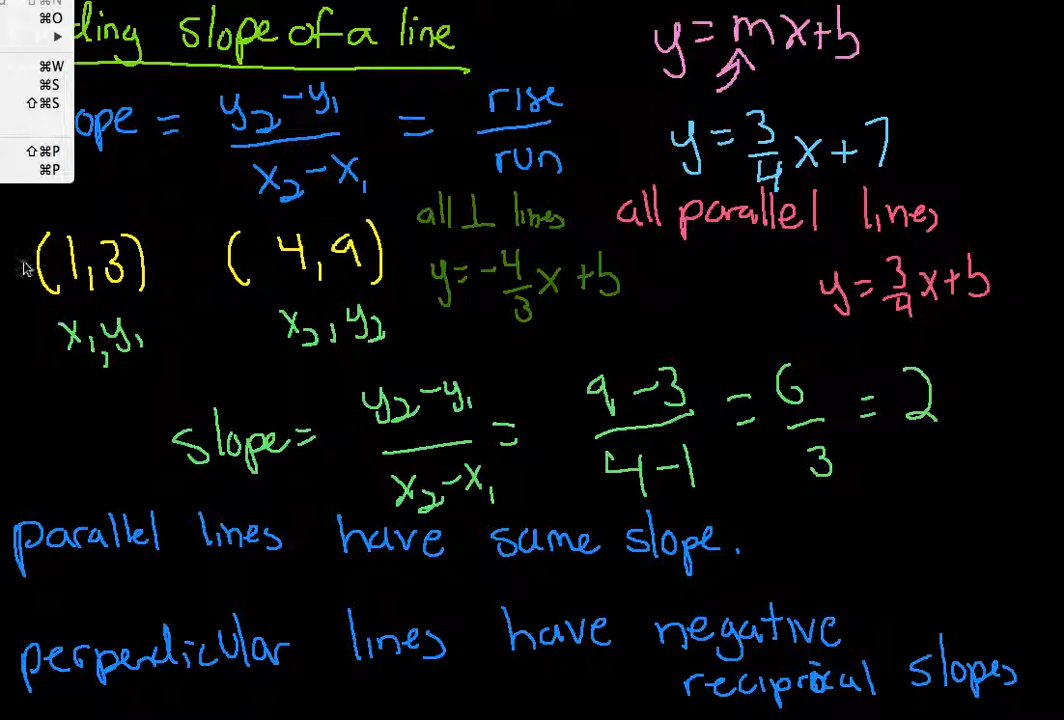 ⌘O
⌘W
⌘S
⇧⌘S
⇧⌘P
⌘P
ding slope of a line
y = mx+b
ope = y₂-y₁ / x₂-x₁ = rise / run
y = 3/4 x + 7
all ⊥ lines
y = -4/3 x + b
all parallel lines
y = 3/4 x + b
(1,3) (4,9)
x₁,y₁ x₂,y₂
slope = y₂-y₁ / x₂-x₁ = 9-3 / 4-1 = 6/3 = 2
parallel lines have same slope.
perpendicular lines have negative
reciprocal slopes